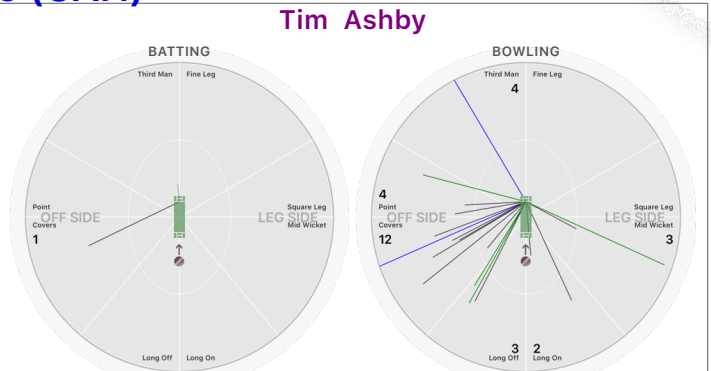 Tim Ashby
BATTING
Third Man Fine Leg
Point
OFF SIDE
Covers
1
Square Leg
LEG SIDE
Mid Wicket
Long Off Long On
BOWLING
Third Man Fine Leg
4
4
Point
OFF SIDE
Covers
12
Square Leg
LEG SIDE
Mid Wicket
3
3 2
Long Off Long On